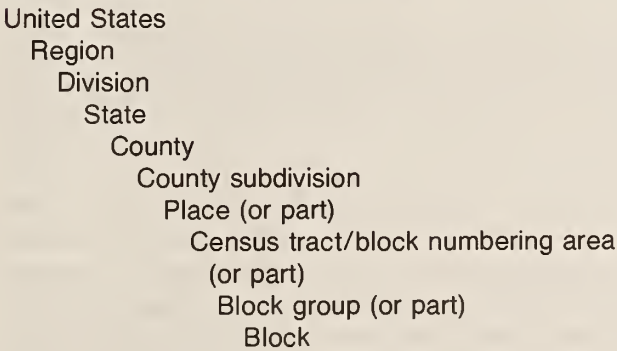 United States
Region
Division
State
County
County subdivision
Place (or part)
Census tract/block numbering area
(or part)
Block group (or part)
Block